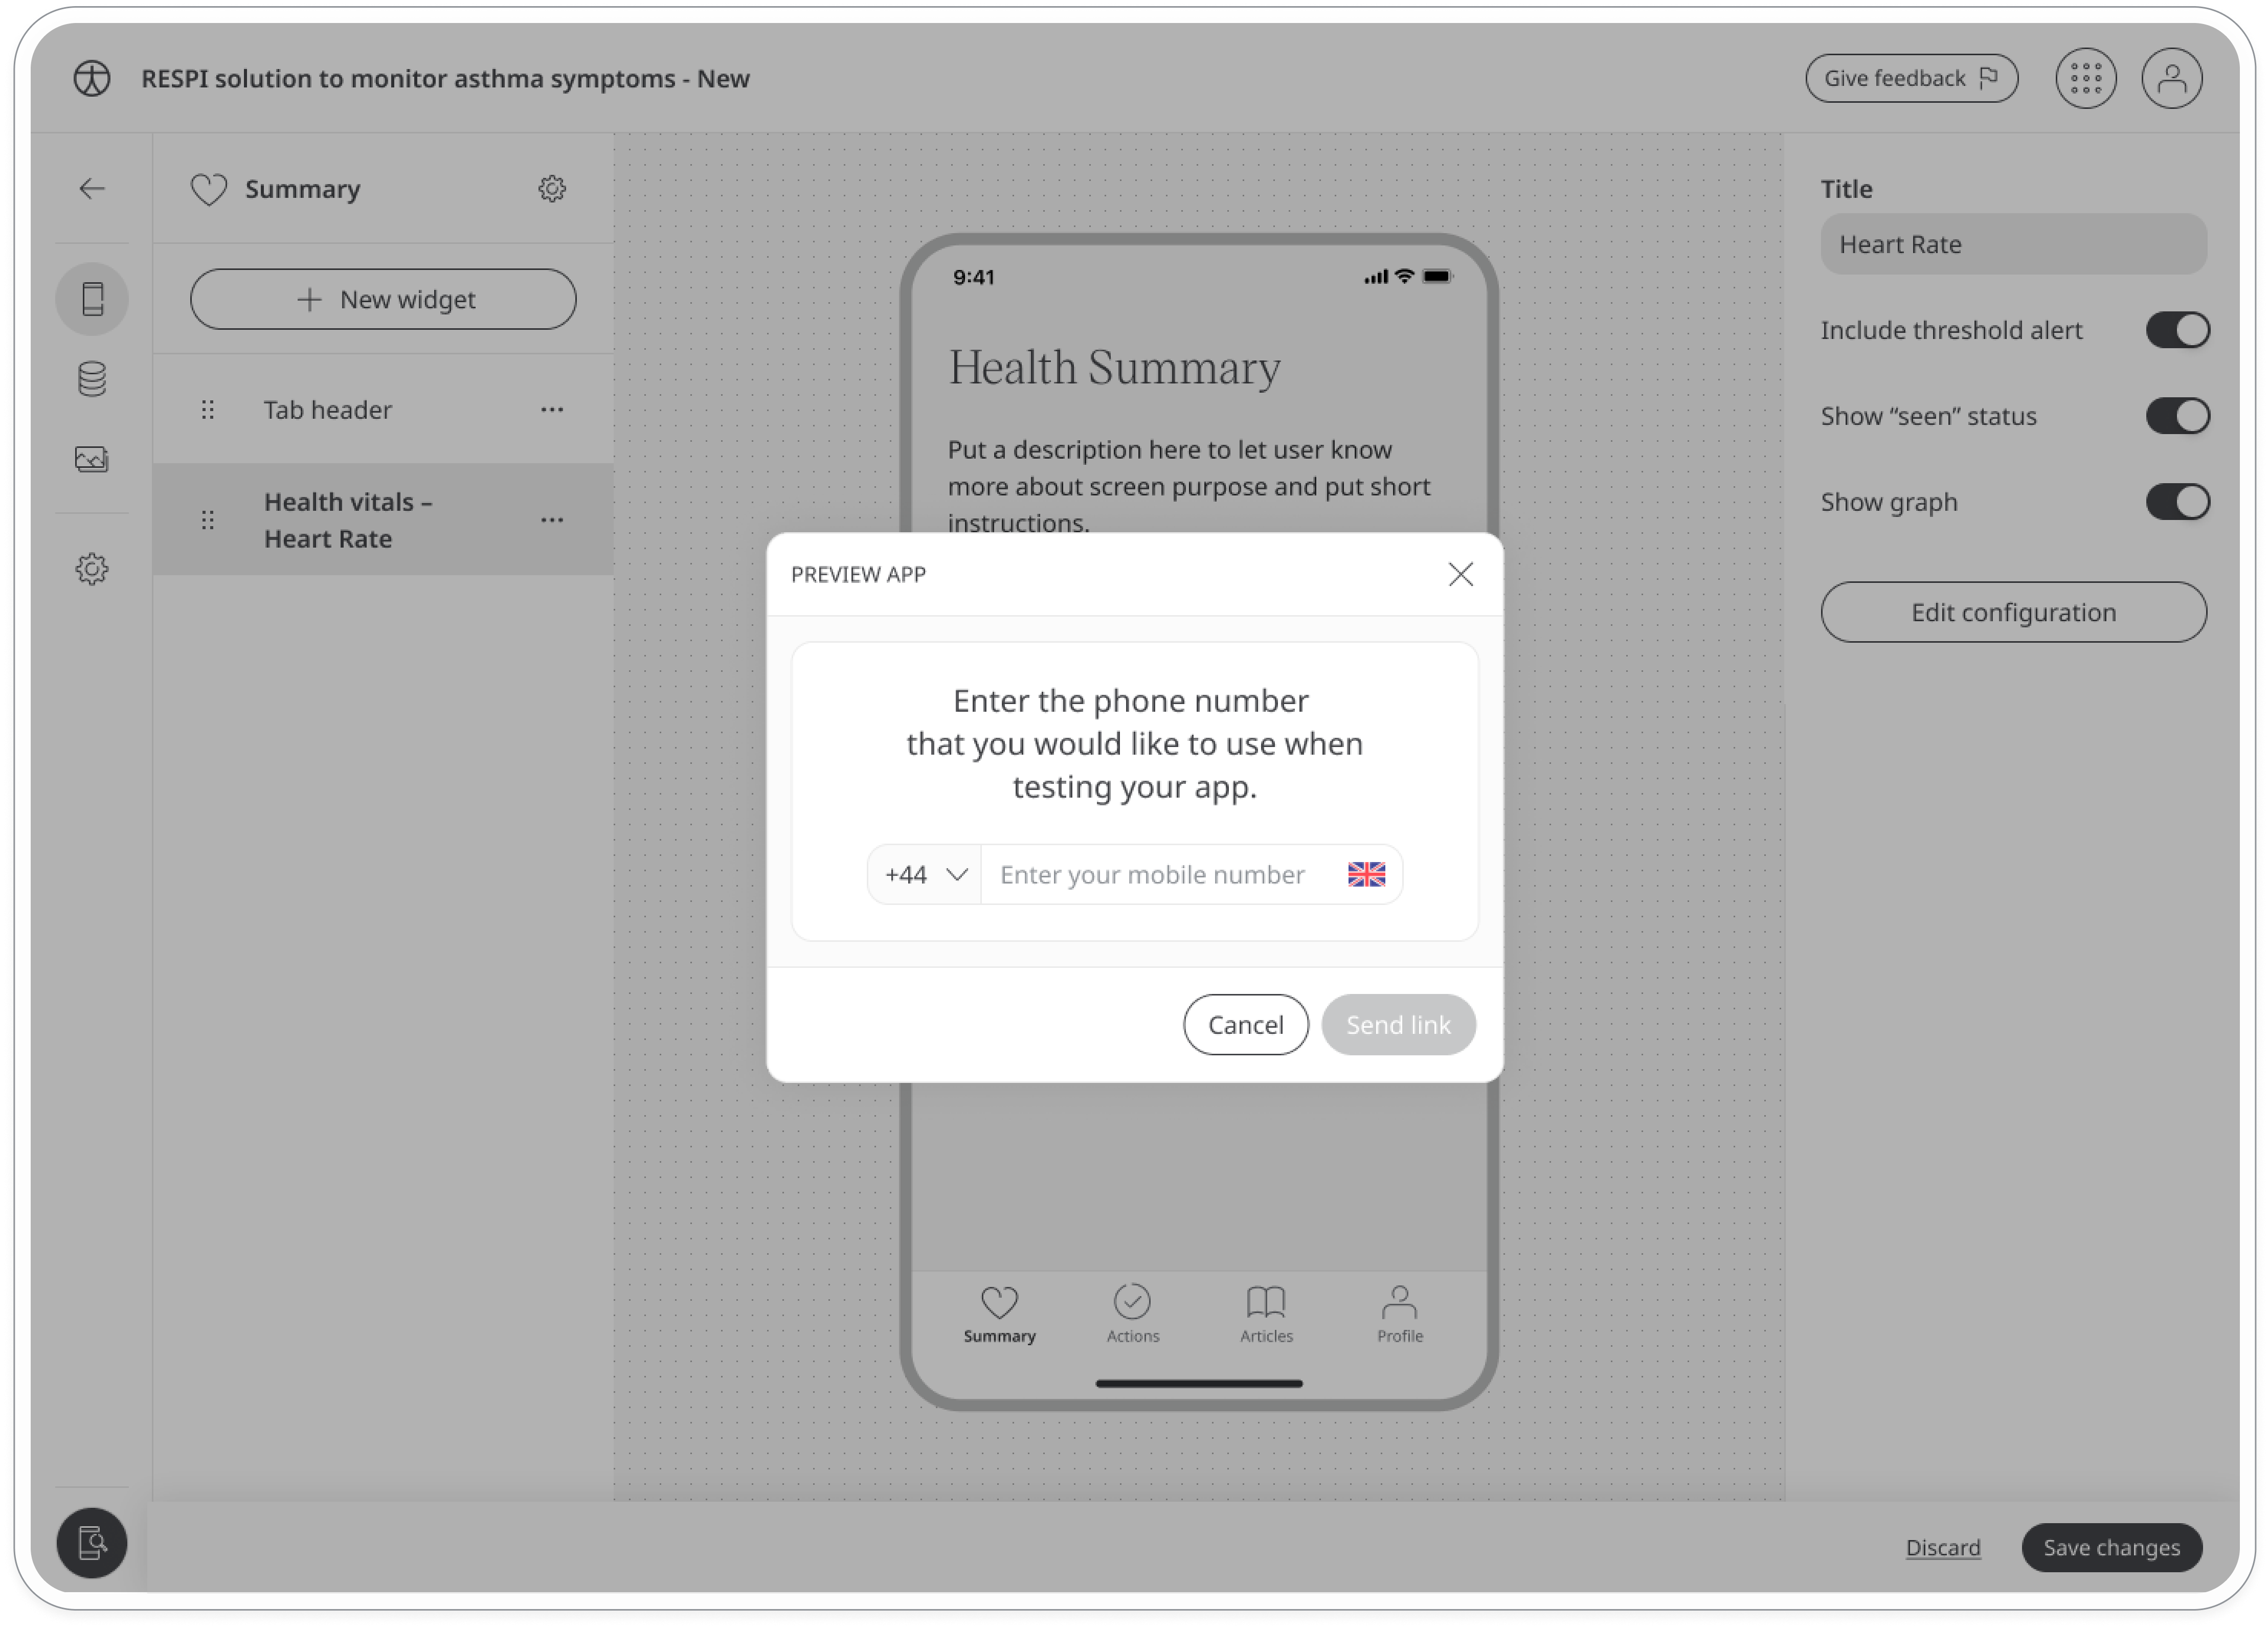 RESPI solution to monitor asthma symptoms - New
Give feedback
Summary
New widget
Tab header
Health vitals –
Heart Rate
9:41
Health Summary
Put a description here to let user know
more about screen purpose and put short
instructions.
PREVIEW APP
Enter the phone number
that you would like to use when
testing your app.
+44
Enter your mobile number
Cancel
Send link
Summary
Actions
Articles
Profile
Title
Heart Rate
Include threshold alert
Show “seen” status
Show graph
Edit configuration
Discard
Save changes